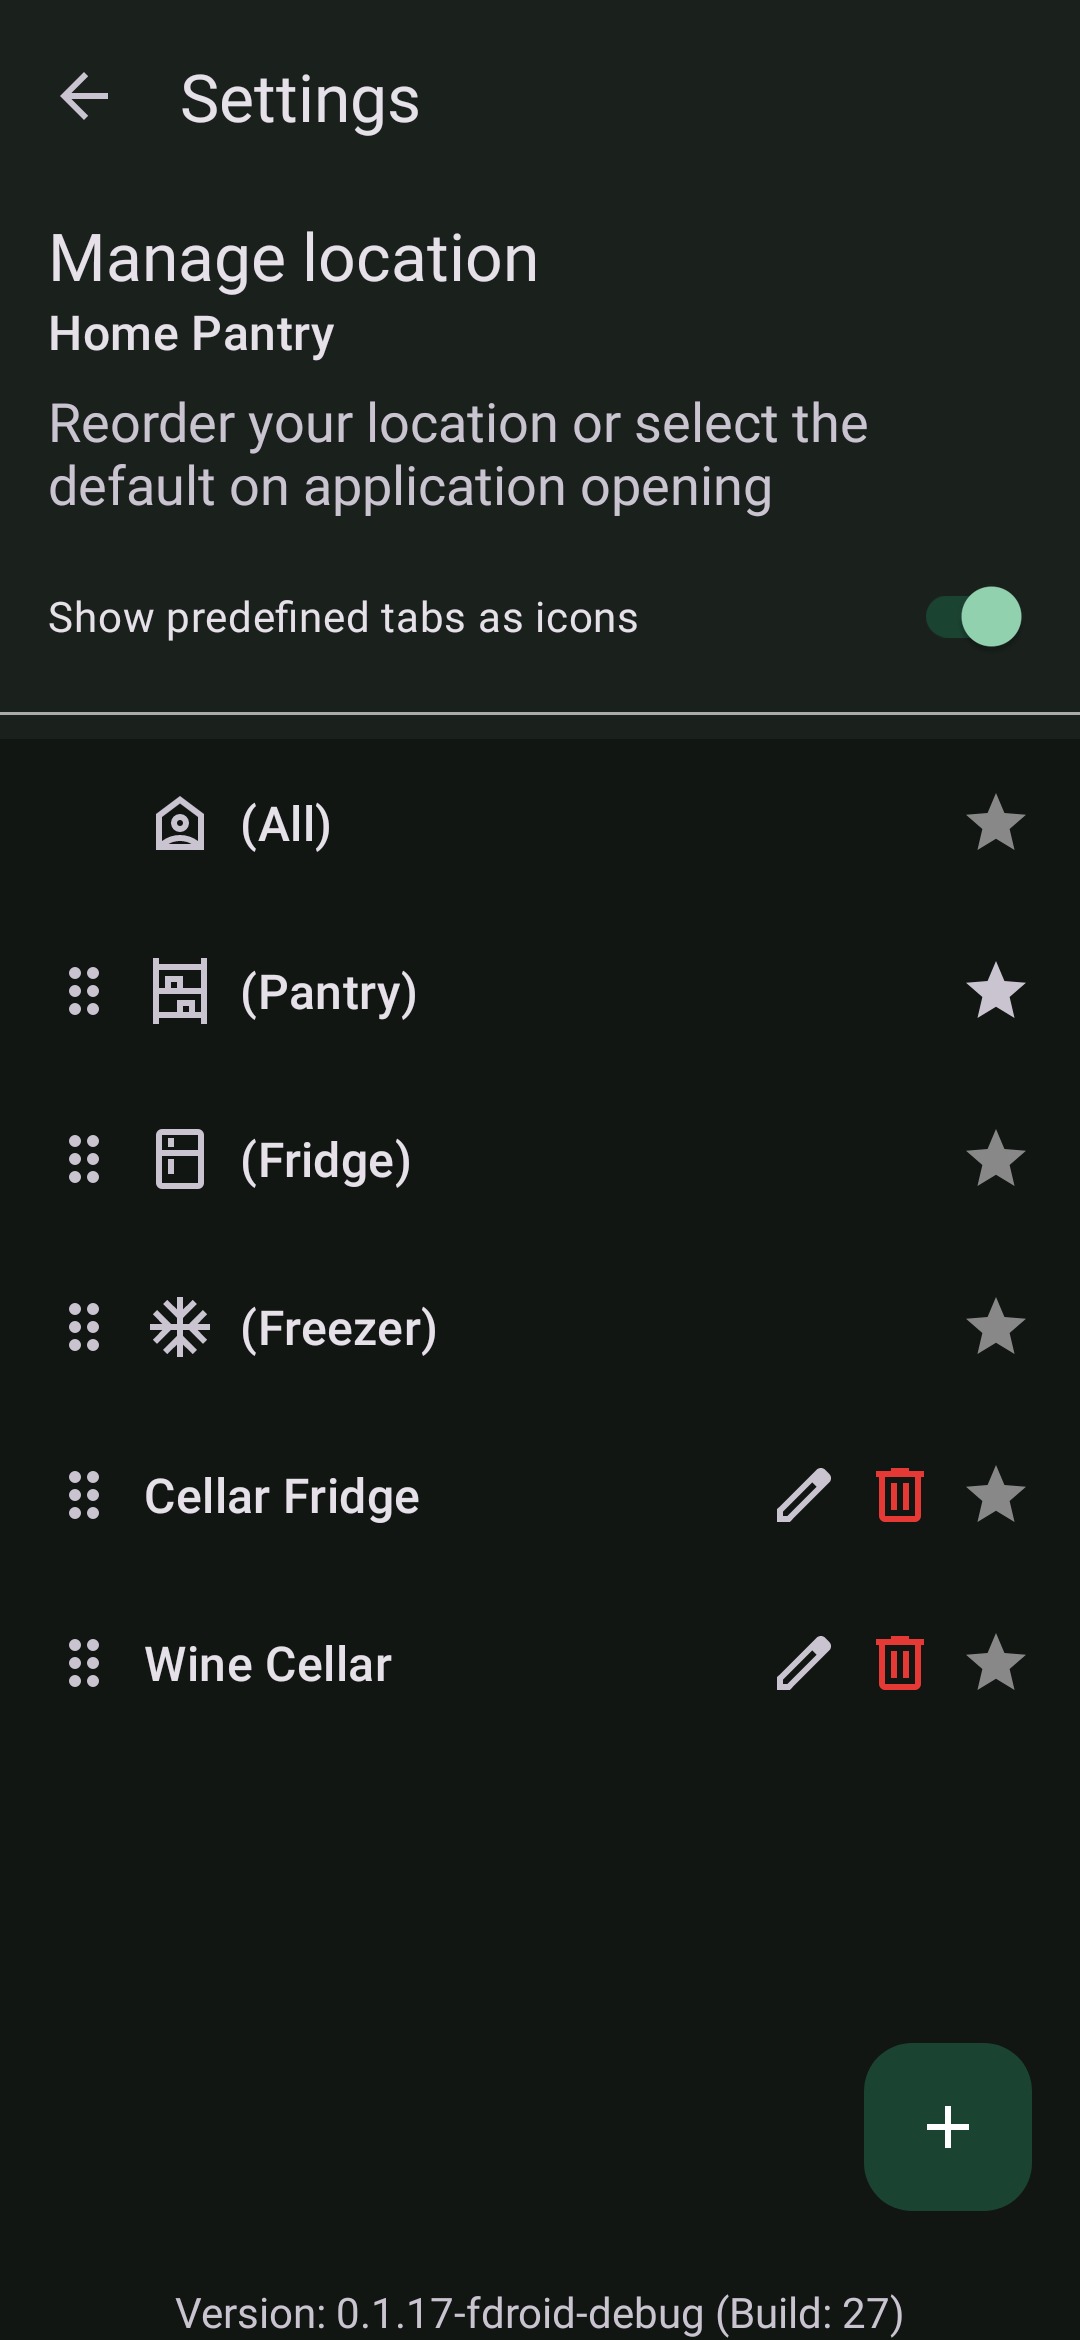 Settings
Manage location
Home Pantry
Reorder your location or select the
default on application opening
Show predefined tabs as icons
(All)
(Pantry)
(Fridge)
(Freezer)
Cellar Fridge
Wine Cellar
Version: 0.1.17-fdroid-debug (Build: 27)